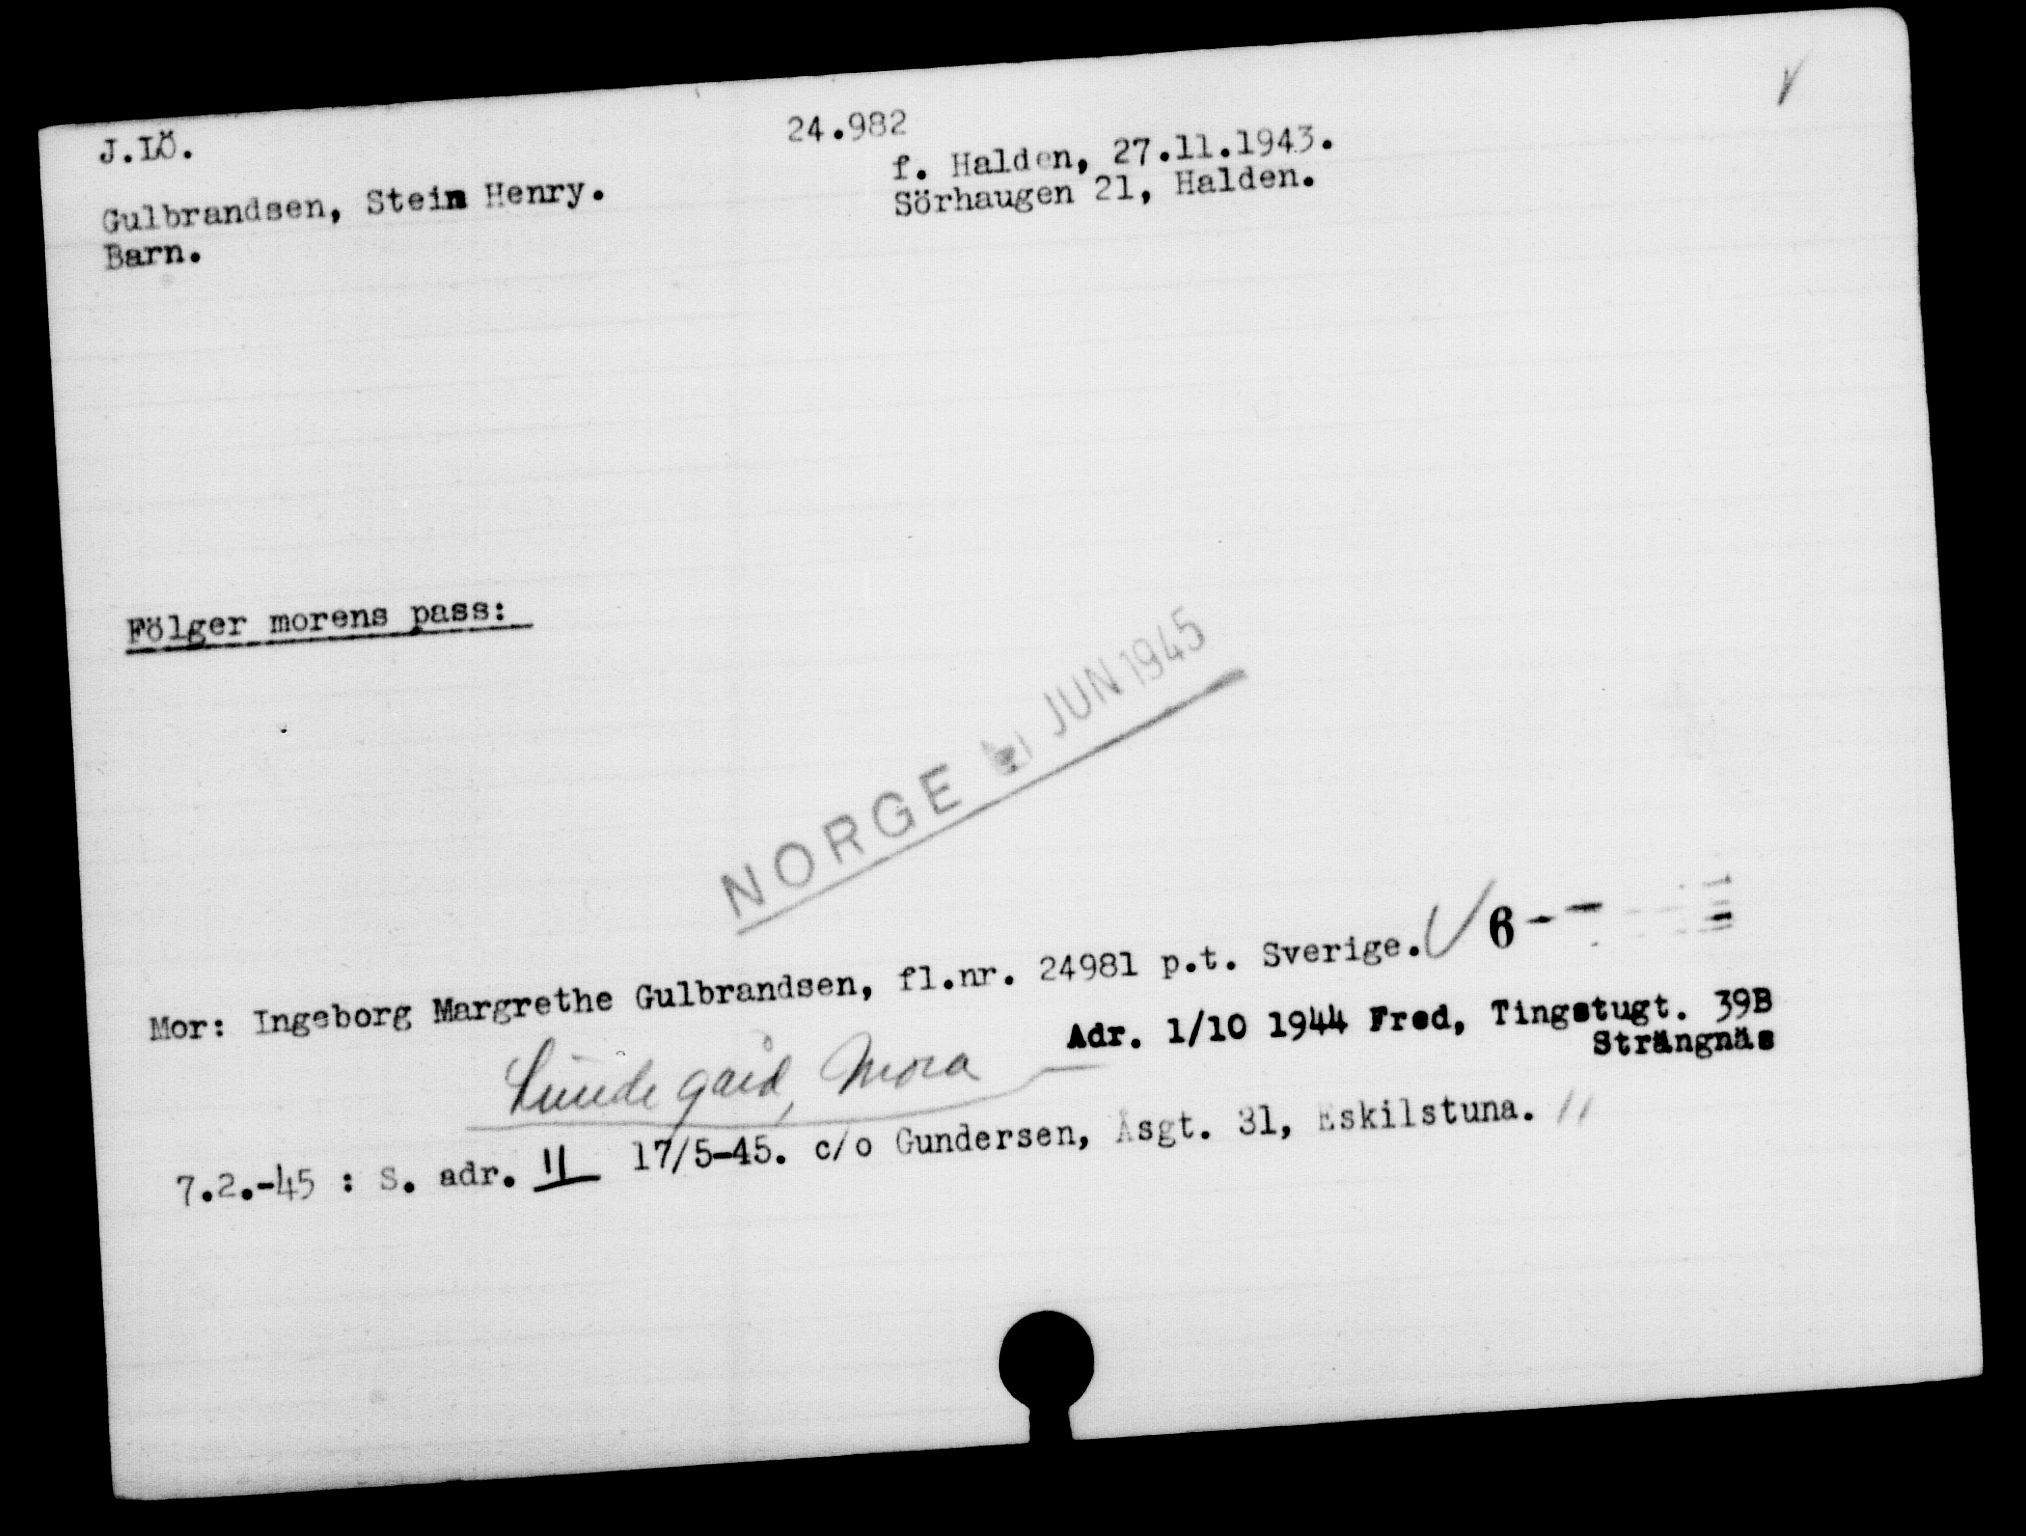 J.LÖ.
24.982
f. Halden, 27.11.1943.
Gulbrandsen, Stein Henry.
Sörhaugen 21, Halden.
Barn.
Fölger morens pass:
NORGE JUN 1945
Mor: Ingeborg Margrethe Gulbrandsen, fl.nr. 24981 p.t. Sverige. 6--
Adr. 1/10 1944 Fred, Tingstugt. 39B
Strängnäs
Lundegård, Mora
7.2.-45 : S. adr. 17/5-45. c/o Gundersen, Åsgt. 31, Eskilstuna. //